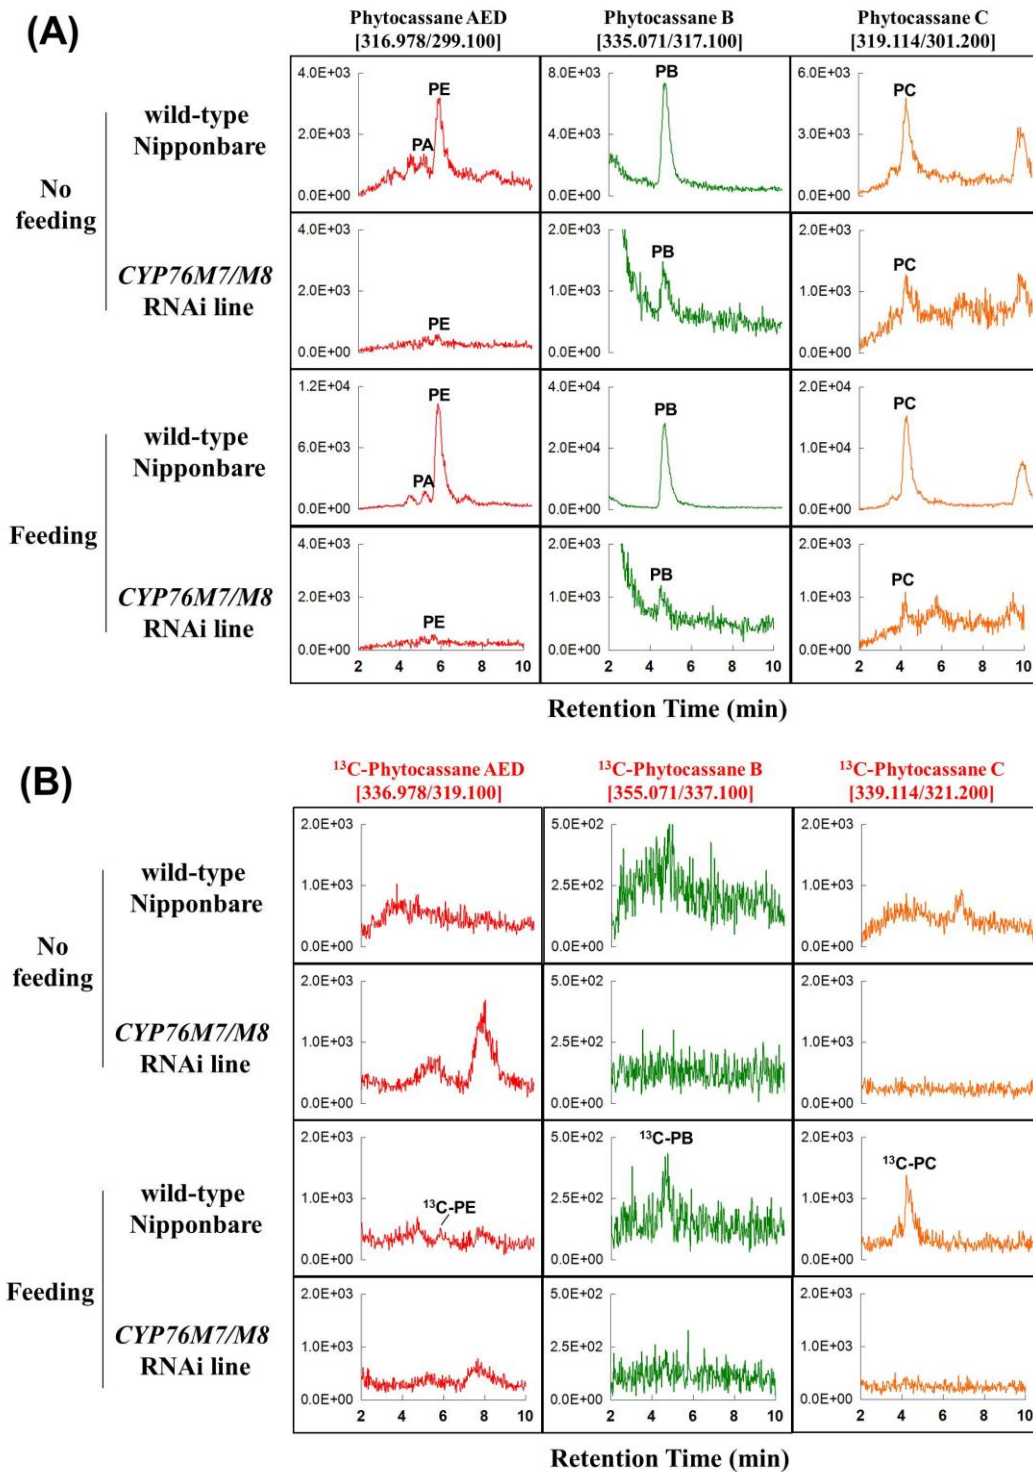 (A)
Phytocassane AED Phytocassane B Phytocassane C
[316.978/299.100] [335.071/317.100] [319.114/301.200]
No
feeding
wild-type
Nipponbare
4.0E+03
2.0E+03
0.0E+00
PA
PE
8.0E+03
4.0E+03
0.0E+00
PB
6.0E+03
3.0E+03
0.0E+00
PC
CYP76M7/M8
RNAi line
4.0E+03
2.0E+03
0.0E+00
PE
2.0E+03
1.0E+03
0.0E+00
PB
2.0E+03
1.0E+03
0.0E+00
PC
Feeding
wild-type
Nipponbare
1.2E+04
6.0E+03
0.0E+00
PA
PE
4.0E+04
2.0E+04
0.0E+00
PB
2.0E+04
1.0E+04
0.0E+00
PC
CYP76M7/M8
RNAi line
4.0E+03
2.0E+03
0.0E+00
PE
2.0E+03
1.0E+03
0.0E+00
PB
2.0E+03
1.0E+03
0.0E+00
PC
2 4 6 8 10 2 4 6 8 10 2 4 6 8 10
Retention Time (min)
(B)
¹³C-Phytocassane AED ¹³C-Phytocassane B ¹³C-Phytocassane C
[336.978/319.100] [355.071/337.100] [339.114/321.200]
No
feeding
wild-type
Nipponbare
2.0E+03
1.0E+03
0.0E+00
5.0E+02
2.5E+02
0.0E+00
2.0E+03
1.0E+03
0.0E+00
CYP76M7/M8
RNAi line
2.0E+03
1.0E+03
0.0E+00
5.0E+02
2.5E+02
0.0E+00
2.0E+03
1.0E+03
0.0E+00
Feeding
wild-type
Nipponbare
2.0E+03
1.0E+03
0.0E+00
¹³C-PE
5.0E+02
2.5E+02
0.0E+00
¹³C-PB
2.0E+03
1.0E+03
0.0E+00
¹³C-PC
CYP76M7/M8
RNAi line
2.0E+03
1.0E+03
0.0E+00
5.0E+02
2.5E+02
0.0E+00
2.0E+03
1.0E+03
0.0E+00
2 4 6 8 10 2 4 6 8 10 2 4 6 8 10
Retention Time (min)